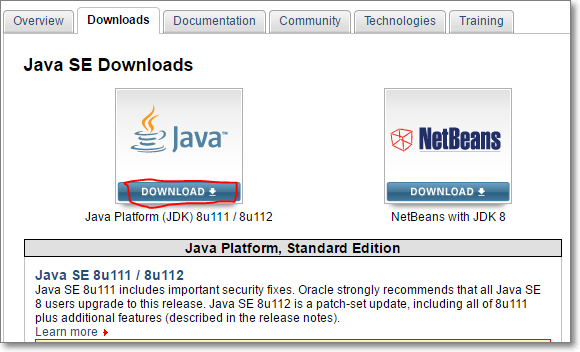 Overview Downloads Documentation Community Technologies Training
Java SE Downloads
Java™ NetBeans
DOWNLOAD DOWNLOAD
Java Platform (JDK) 8u111 / 8u112 NetBeans with JDK 8
Java Platform, Standard Edition
Java SE 8u111 / 8u112
Java SE 8u111 includes important security fixes. Oracle strongly recommends that all Java SE
8 users upgrade to this release. Java SE 8u112 is a patch-set update, including all of 8u111
plus additional features (described in the release notes).
Learn more